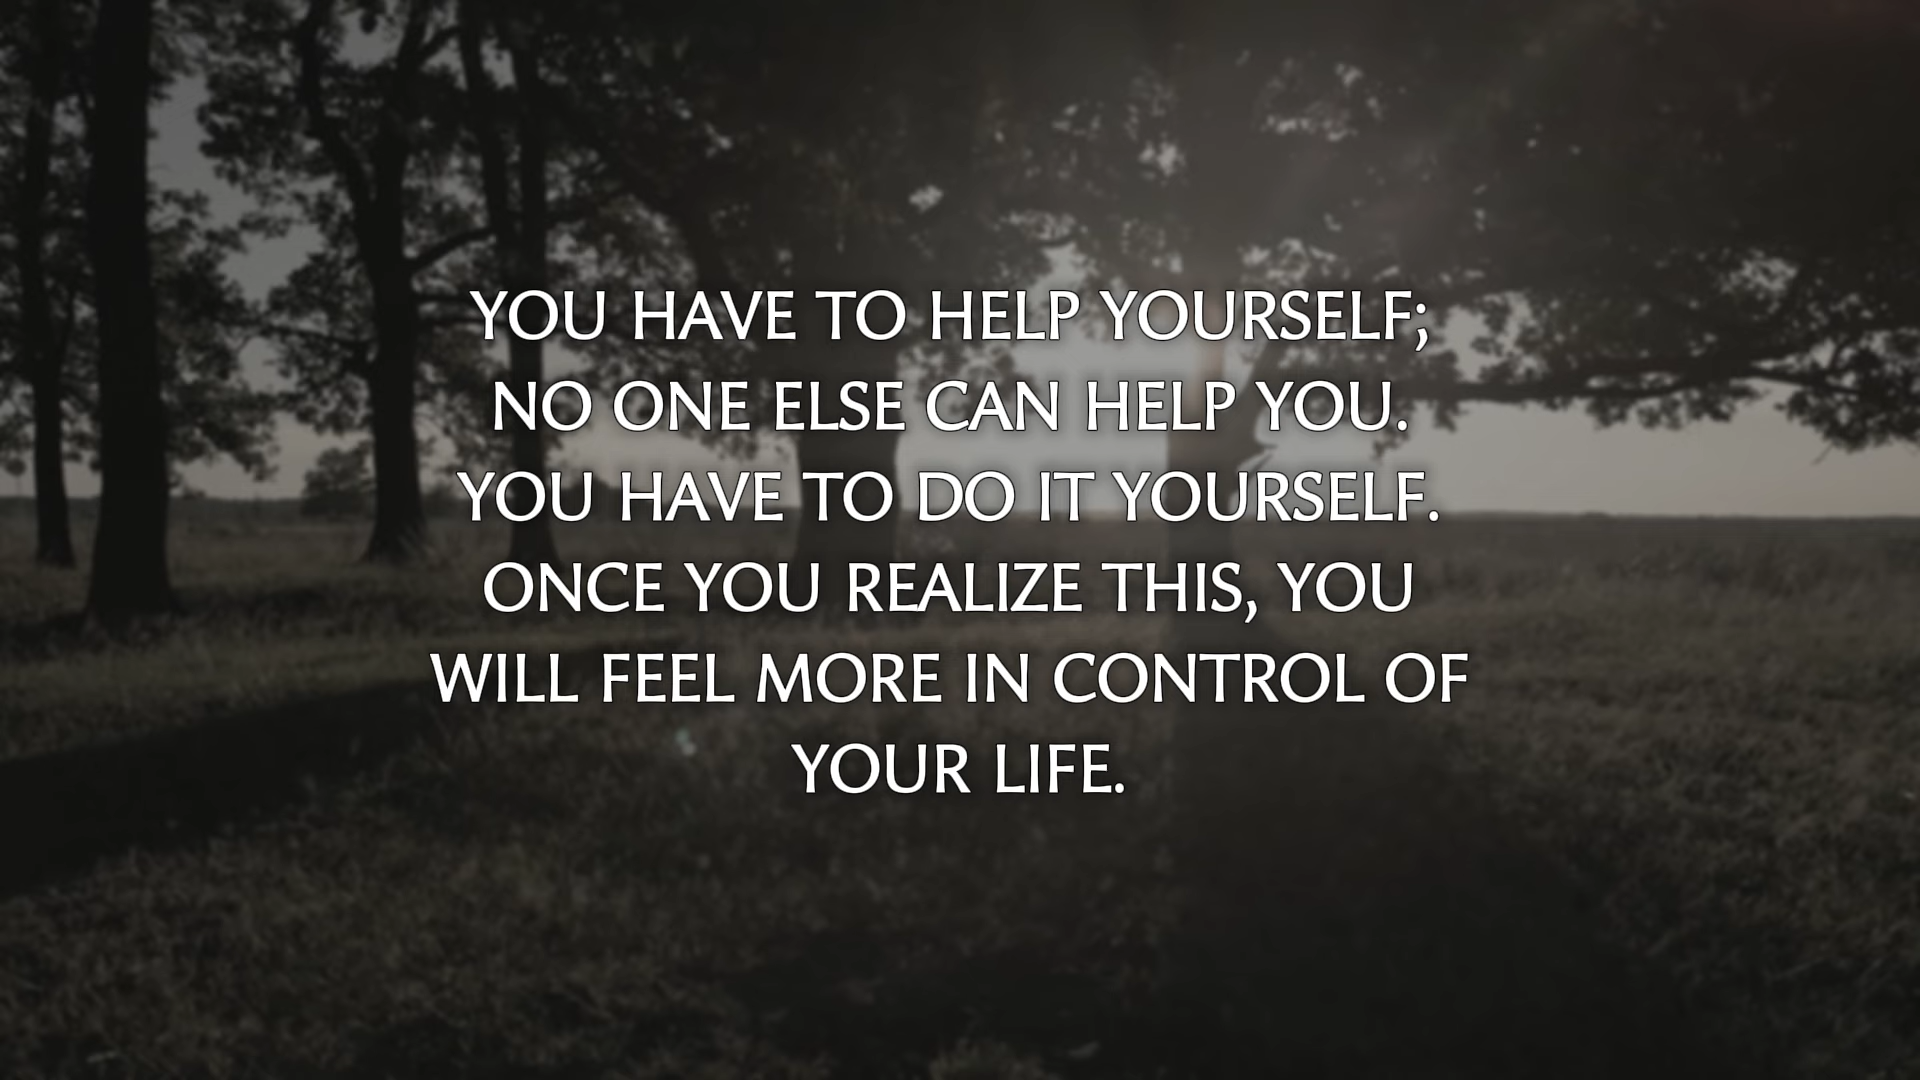 YOU HAVE TO HELP YOURSELF;
NO ONE ELSE CAN HELP YOU.
YOU HAVE TO DO IT YOURSELF.
ONCE YOU REALIZE THIS, YOU
WILL FEEL MORE IN CONTROL OF
YOUR LIFE.